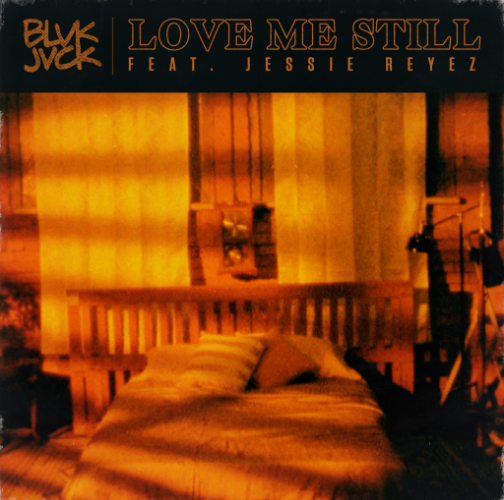 BLVK
JVCK
LOVE ME STILL
FEAT. JESSIE REYEZ